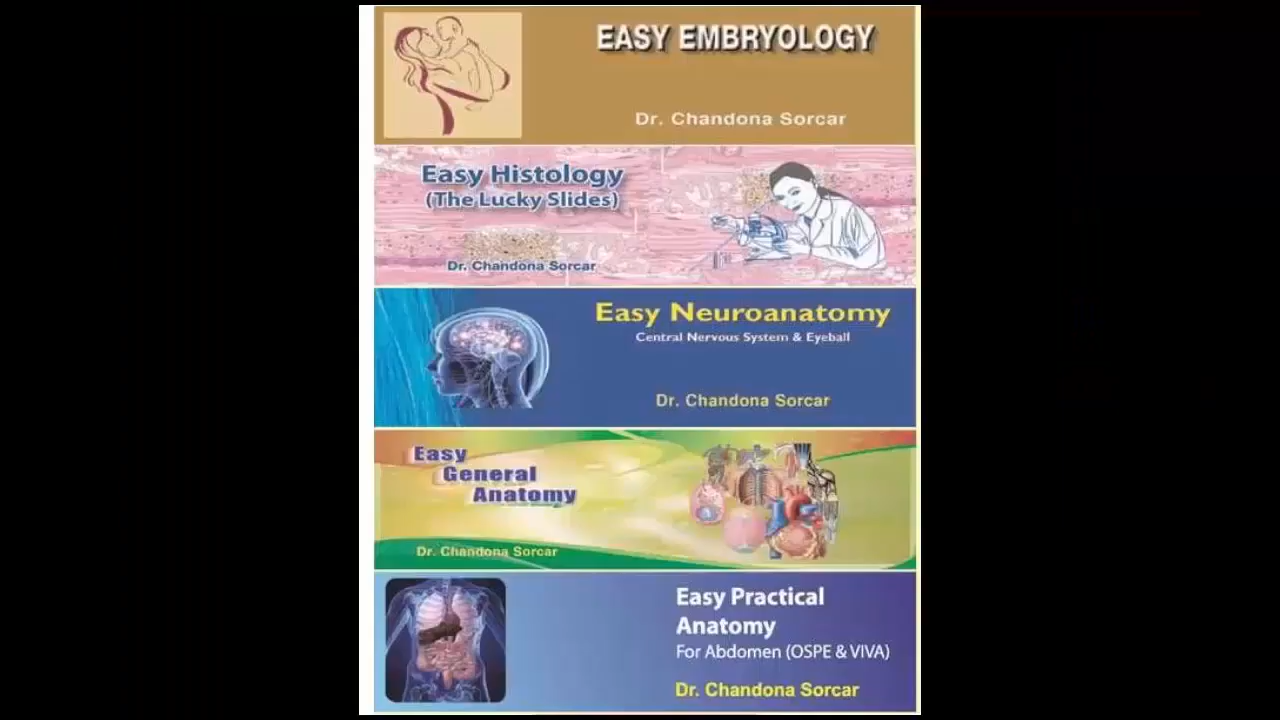 EASY EMBRYOLOGY
Dr. Chandona Sorcar
Easy Histology
(The Lucky Slides)
Dr. Chandona Sorcar
Easy Neuroanatomy
Central Nervous System & Eyeball
Dr. Chandona Sorcar
Easy
General
Anatomy
Dr. Chandona Sorcar
Easy Practical
Anatomy
For Abdomen (OSPE & VIVA)
Dr. Chandona Sorcar